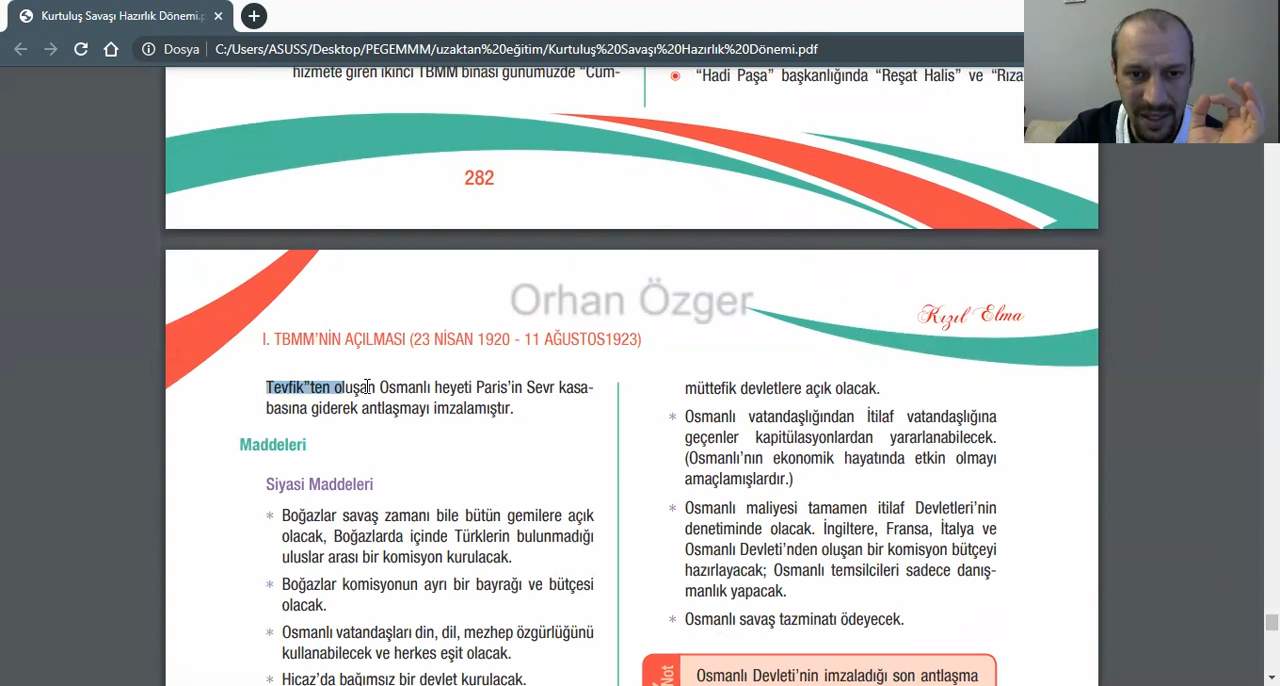 Kurtuluş Savaşı Hazırlık Dönemi.p
Dosya
C:/Users/ASUSS/Desktop/PEGEMMM/uzaktan%20eğitim/Kurtuluş%20Savaşı%20Hazırlık%20Dönemi.pdf
hizmete giren ikinci TBMM binası günümüzde “Cum-
“Hadi Paşa” başkanlığında “Reşat Halis” ve “Rıza
282
Orhan Özger
Kızıl Elma
I. TBMM’NİN AÇILMASI (23 NİSAN 1920 - 11 AĞUSTOS1923)
Tevfik”ten oluşan Osmanlı heyeti Paris’in Sevr kasa-
basına giderek antlaşmayı imzalamıştır.
Maddeleri
Siyasi Maddeleri
* Boğazlar savaş zamanı bile bütün gemilere açık
olacak, Boğazlarda içinde Türklerin bulunmadığı
uluslar arası bir komisyon kurulacak.
* Boğazlar komisyonun ayrı bir bayrağı ve bütçesi
olacak.
* Osmanlı vatandaşları din, dil, mezhep özgürlüğünü
kullanabilecek ve herkes eşit olacak.
* Hicaz’da bağımsız bir devlet kurulacak.
müttefik devletlere açık olacak.
* Osmanlı vatandaşlığından İtilaf vatandaşlığına
geçenler kapitülasyonlardan yararlanabilecek.
(Osmanlı’nın ekonomik hayatında etkin olmayı
amaçlamışlardır.)
* Osmanlı maliyesi tamamen itilaf Devletleri’nin
denetiminde olacak. İngiltere, Fransa, İtalya ve
Osmanlı Devleti’nden oluşan bir komisyon bütçeyi
hazırlayacak; Osmanlı temsilcileri sadece danış-
manlık yapacak.
* Osmanlı savaş tazminatı ödeyecek.
Not
Osmanlı Devleti’nin imzaladığı son antlaşma